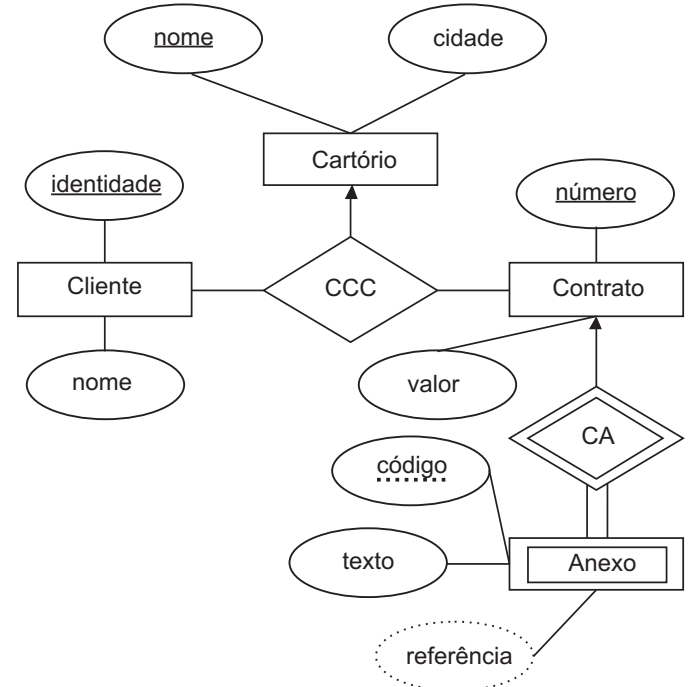 nome
cidade
Cartório
identidade
número
Cliente
CCC
Contrato
nome
valor
CA
código
texto
Anexo
referência